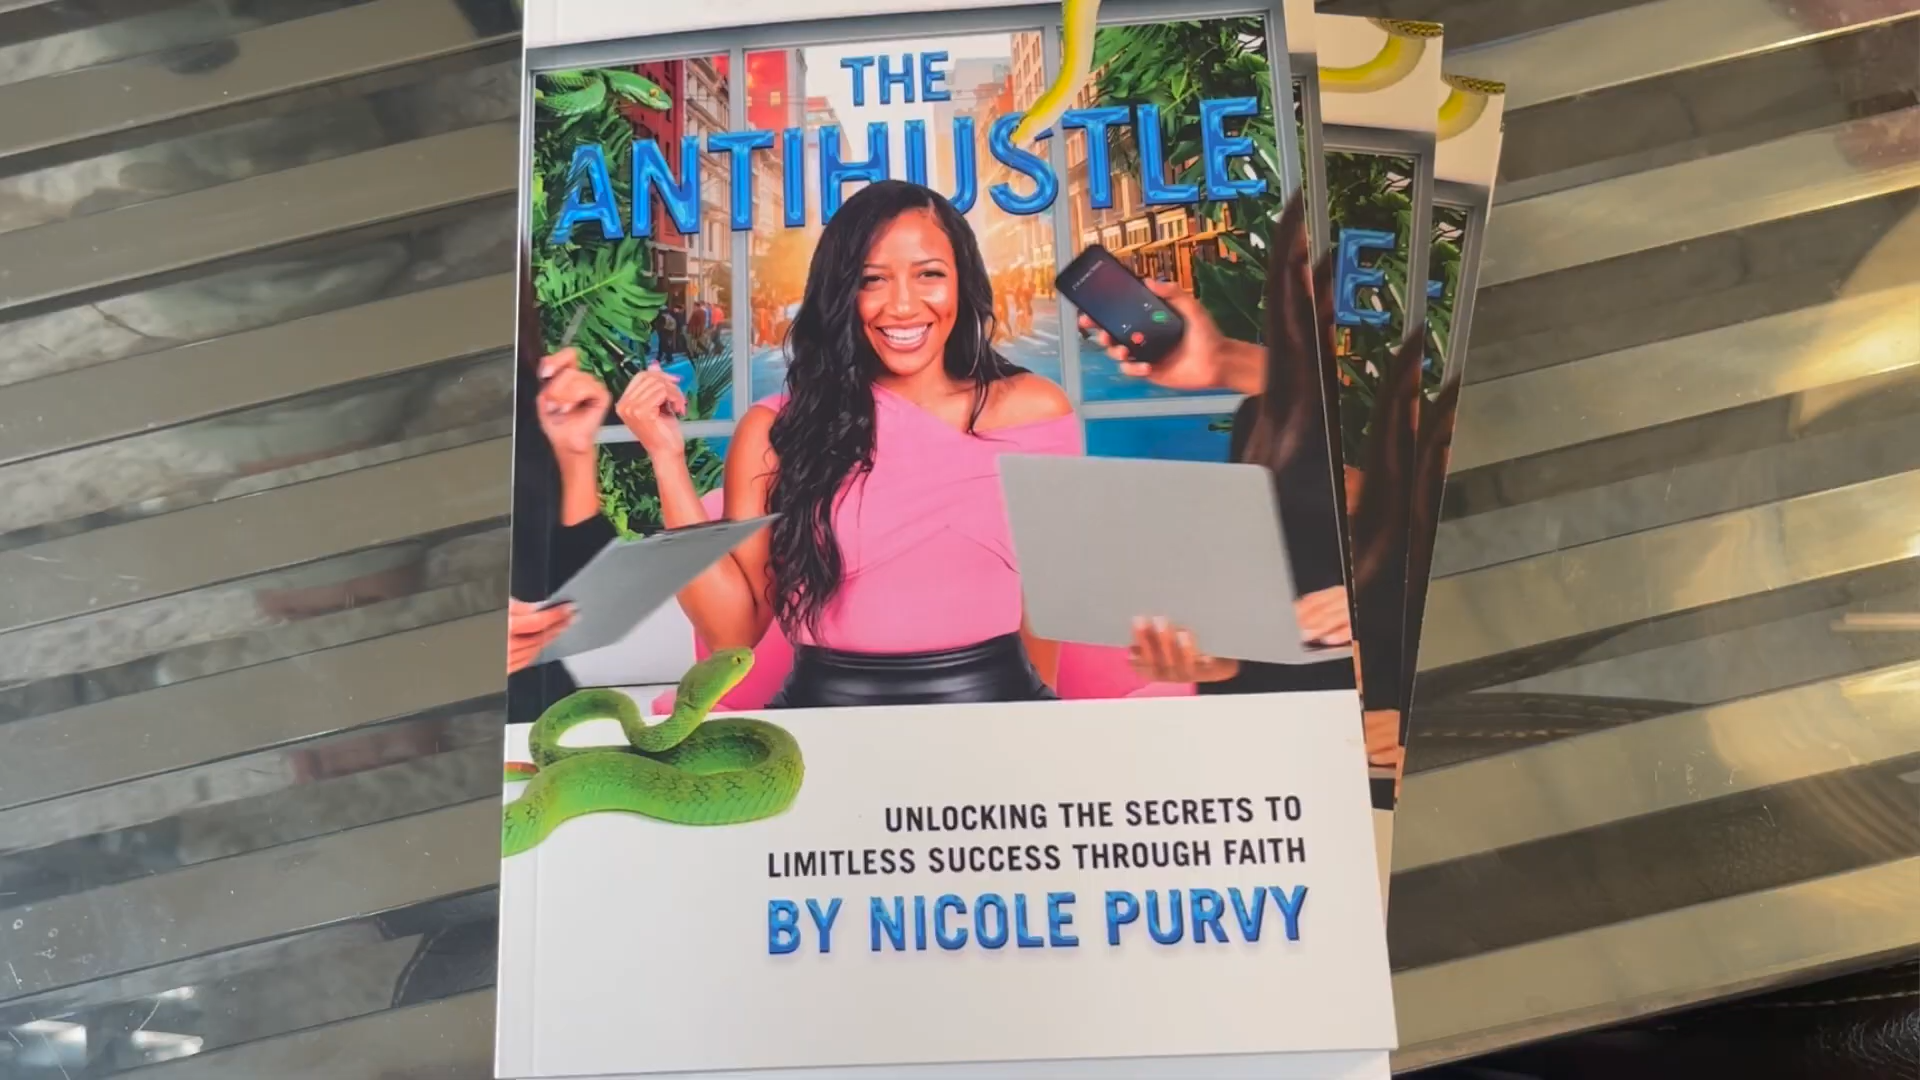 THE
ANTIHUSTLE
E-
UNLOCKING THE SECRETS TO
LIMITLESS SUCCESS THROUGH FAITH
BY NICOLE PURVY